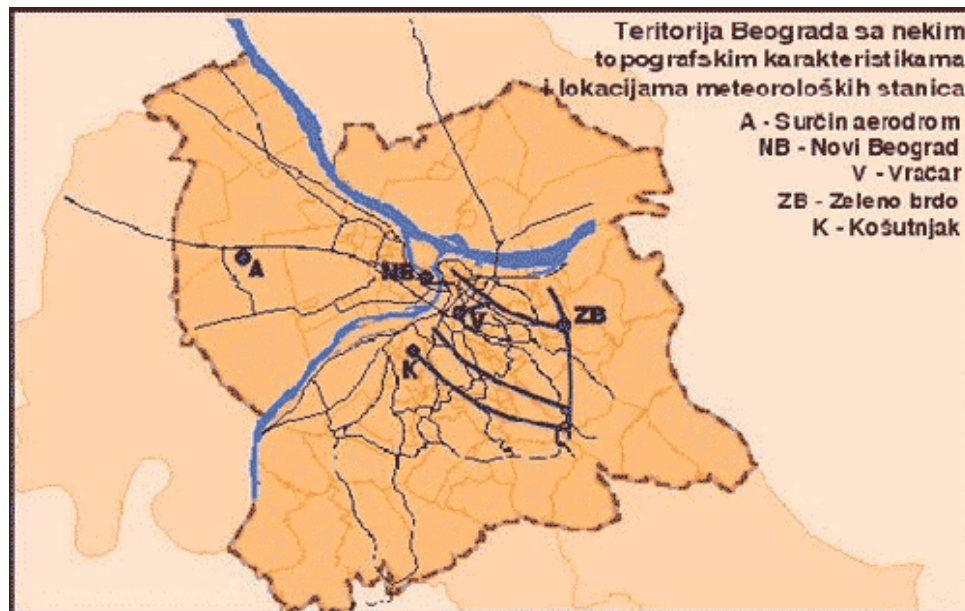 Teritorija Beograda sa nekim
topografskim karakteristikama
i lokacijama meteoroloških stanica
A - Surčin aerodrom
NB - Novi Beograd
V - Vračar
ZB - Zeleno brdo
K - Košutnjak
A
NB
V
ZB
K